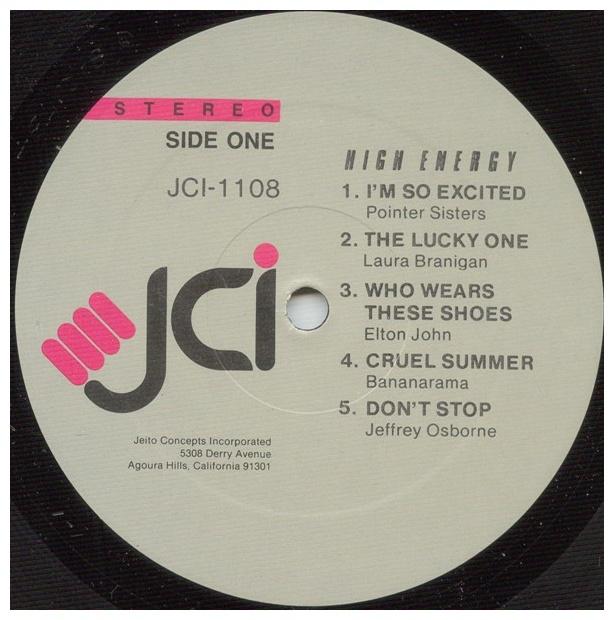 STEREO
SIDE ONE
JCI-1108
JCI
Jeito Concepts Incorporated
5308 Derry Avenue
Agoura Hills, California 91301
HIGH ENERGY
1. I'M SO EXCITED
Pointer Sisters
2. THE LUCKY ONE
Laura Branigan
3. WHO WEARS
THESE SHOES
Elton John
4. CRUEL SUMMER
Bananarama
5. DON'T STOP
Jeffrey Osborne